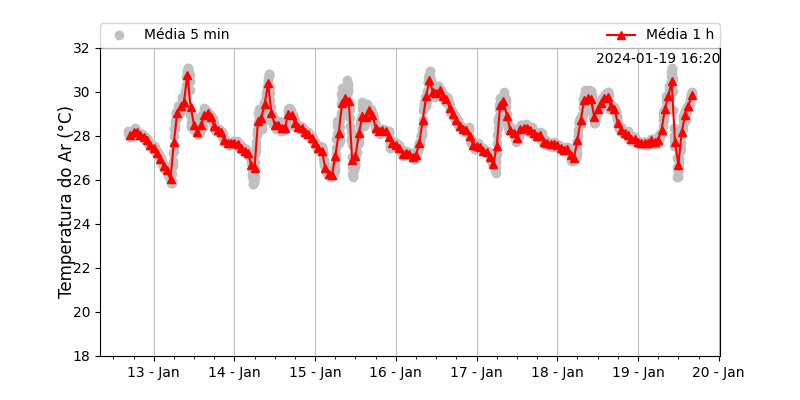 Média 5 min
Média 1 h
2024-01-19 16:20
Temperatura do Ar (°C)
32
30
28
26
24
22
20
18
13 - Jan
14 - Jan
15 - Jan
16 - Jan
17 - Jan
18 - Jan
19 - Jan
20 - Jan